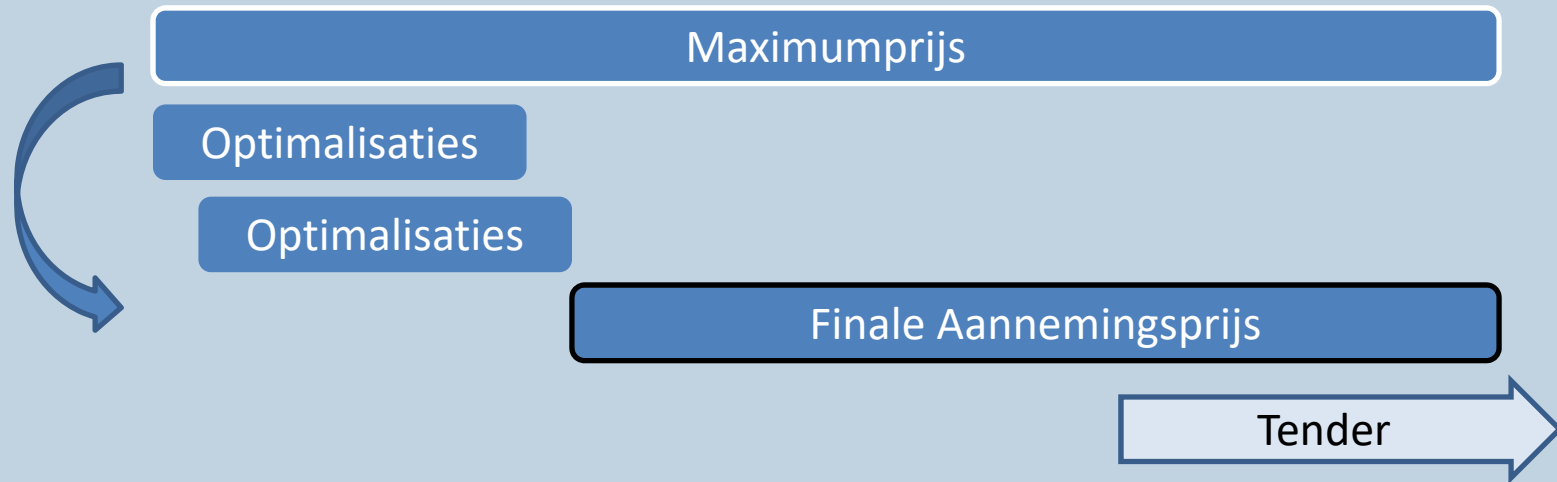 Maximumprijs
Optimalisaties
Optimalisaties
Finale Aannemingsprijs
Tender